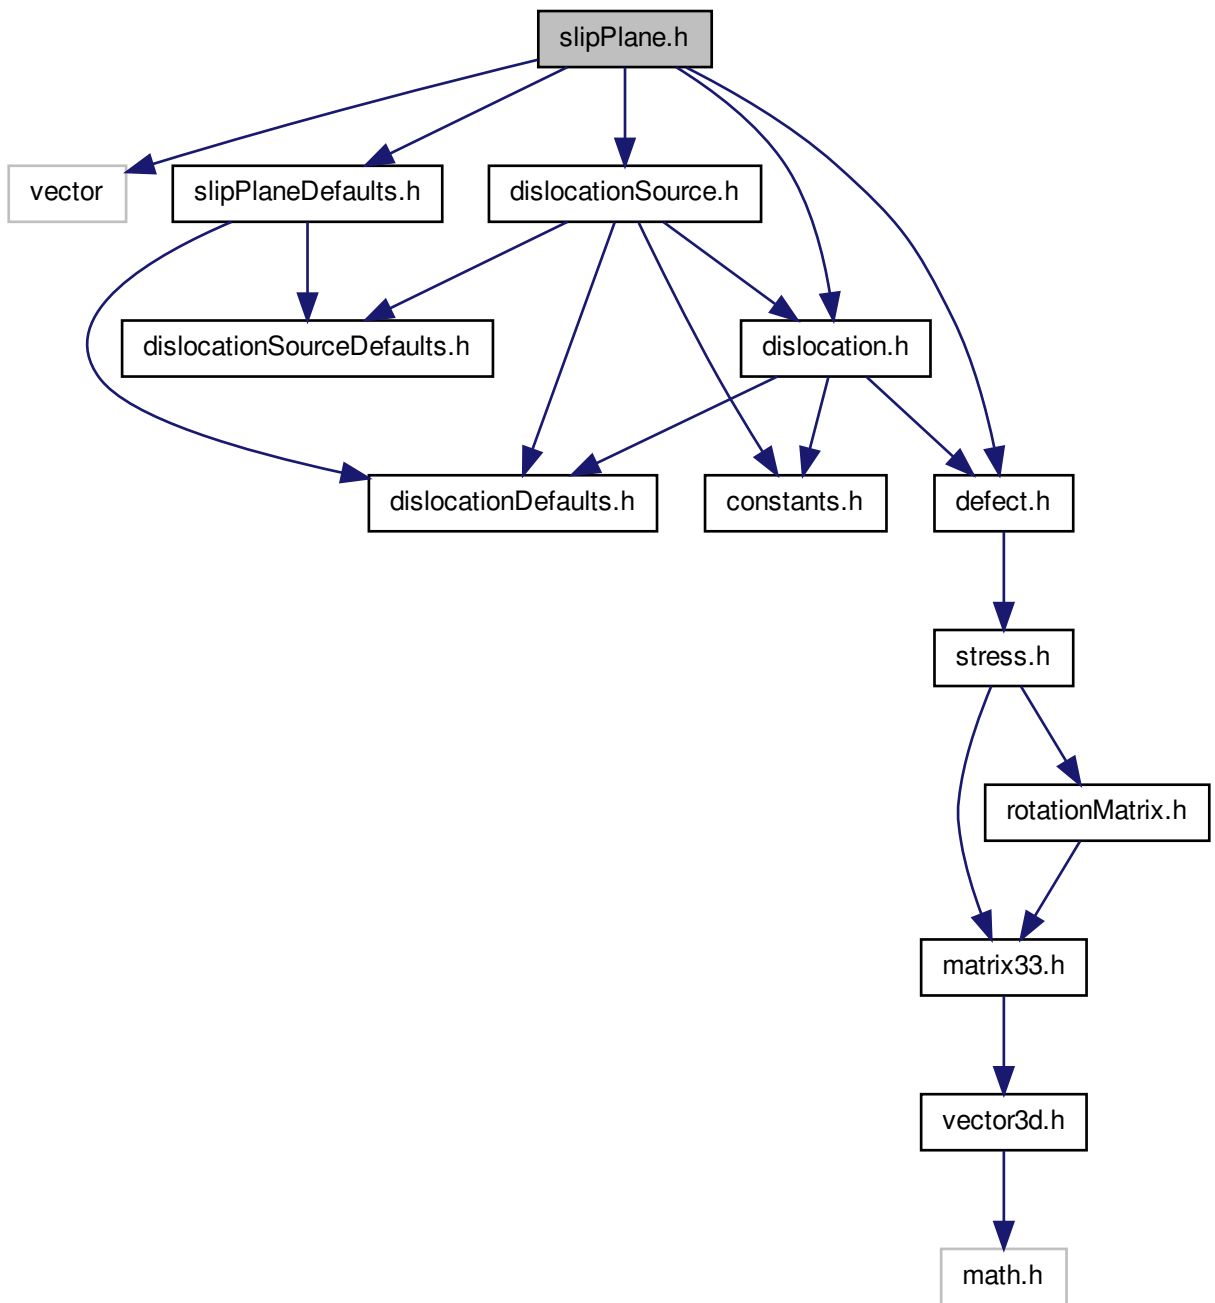 slipPlane.h
vector
slipPlaneDefaults.h
dislocationSource.h
dislocationSourceDefaults.h
dislocation.h
dislocationDefaults.h
constants.h
defect.h
stress.h
rotationMatrix.h
matrix33.h
vector3d.h
math.h